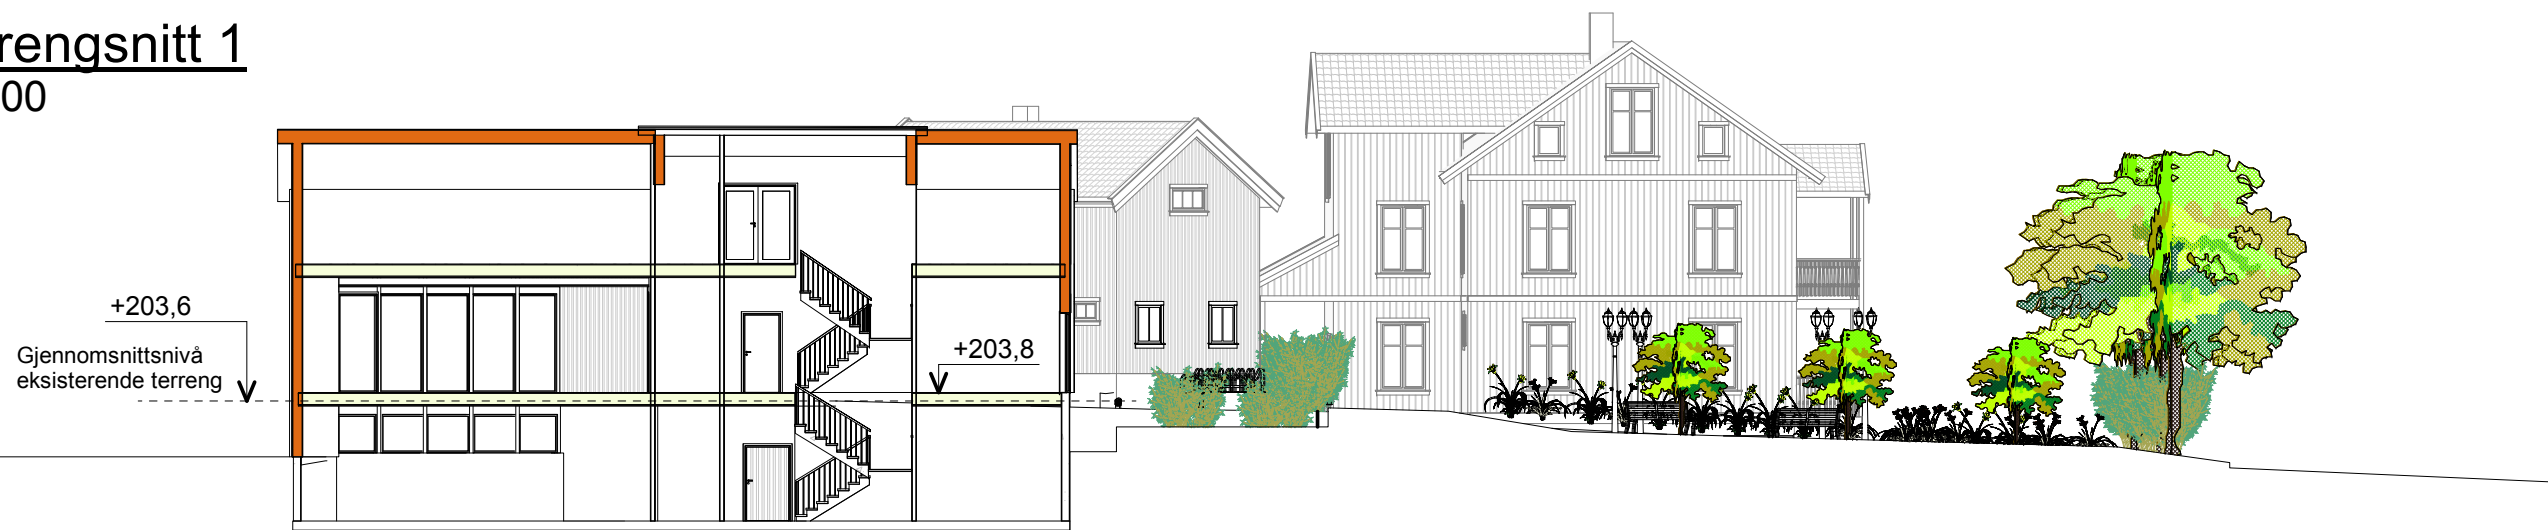 rengsnitt 1
00
+203,6
Gjennomsnittsnivå
eksisterende terreng
+203,8